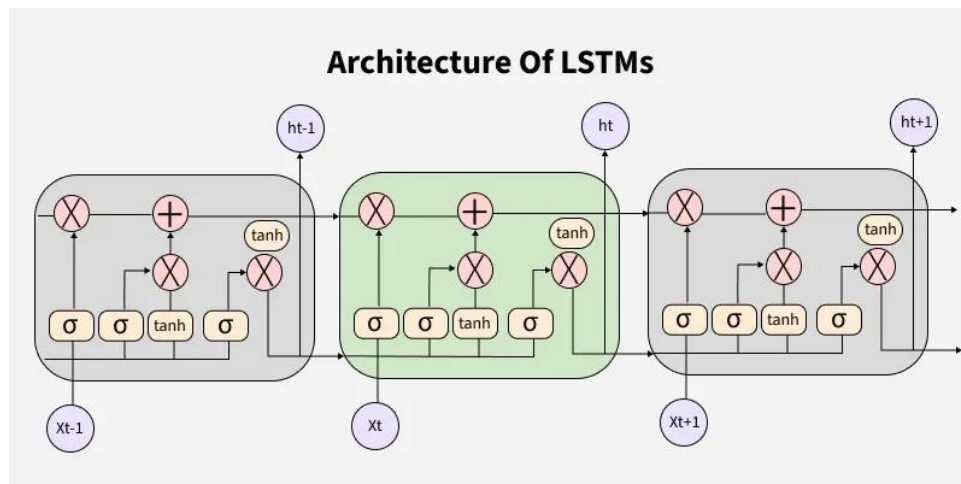 Architecture Of LSTMs
ht-1
ht
ht+1
X + X + X +
tanh tanh tanh
X X X X X X
σ σ tanh σ σ σ tanh σ σ σ tanh σ
Xt-1
Xt
Xt+1